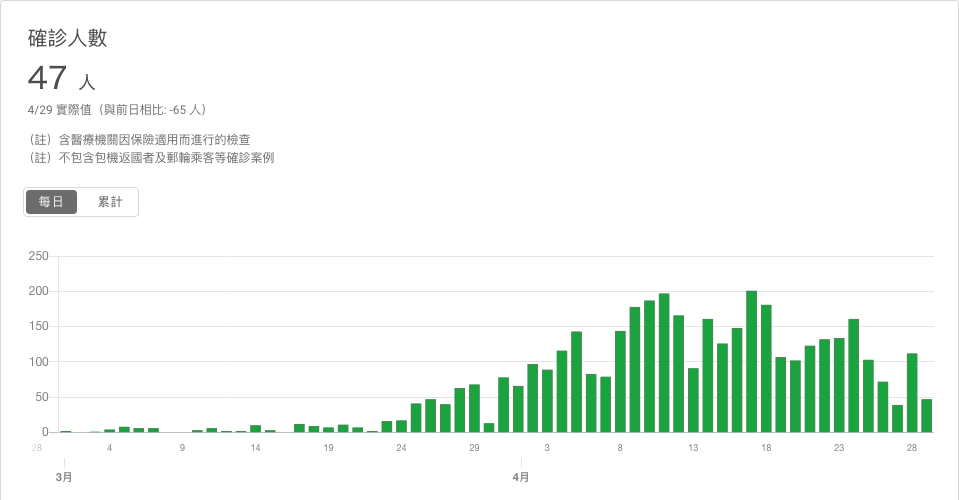 確診人數
47 人
4/29 實際值（與前日相比: -65 人）
（註）含醫療機關因保險適用而進行的檢查
（註）不包含包機返國者及郵輪乘客等確診案例
每日 累計
250
200
150
100
50
0
28 4 9 14 19 24 29 3 8 13 18 23 28
3月 4月